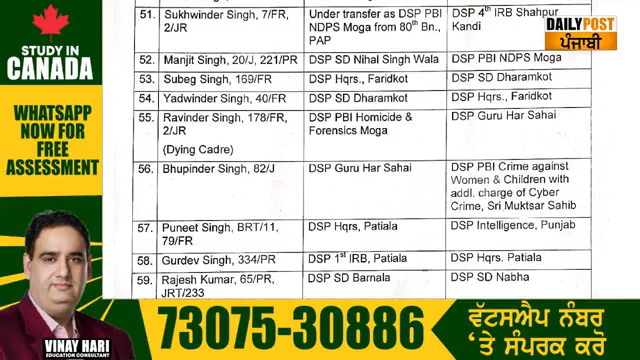 STUDY IN
CANADA
WHATSAPP
NOW FOR
FREE
ASSESSMENT
VINAY HARI
EDUCATION CONSULTANT
51. Sukhwinder Singh, 7/FR, Under transfer as DSP PBI DSP 4th IRB Shahpur
2/JR NDPS Moga from 80th Bn., Kandi
PAP
52. Manjit Singh, 20/J, 221/PR DSP SD Nihal Singh Wala DSP PBI NDPS Moga
53. Subeg Singh, 169/FR DSP Hqrs., Faridkot DSP SD Dharamkot
54. Yadwinder Singh, 40/FR DSP SD Dharamkot DSP Hqrs., Faridkot
55. Ravinder Singh, 178/FR, DSP PBI Homicide & DSP Guru Har Sahai
2/JR Forensics Moga
(Dying Cadre)
56. Bhupinder Singh, 82/J DSP Guru Har Sahai DSP PBI Crime against
Women & Children with
addl. charge of Cyber
Crime, Sri Muktsar Sahib
57. Puneet Singh, BRT/11, DSP Hqrs, Patiala DSP Intelligence, Punjab
79/FR
58. Gurdev Singh, 334/PR DSP 1st IRB, Patiala DSP Hqrs. Patiala
59. Rajesh Kumar, 65/PR, DSP SD Barnala DSP SD Nabha
JRT/233
DAILY POST
ਪੰਜਾਬੀ
73075-30886
ਵੱਟਸਐਪ ਨੰਬਰ
'ਤੇ ਸੰਪਰਕ ਕਰੋ